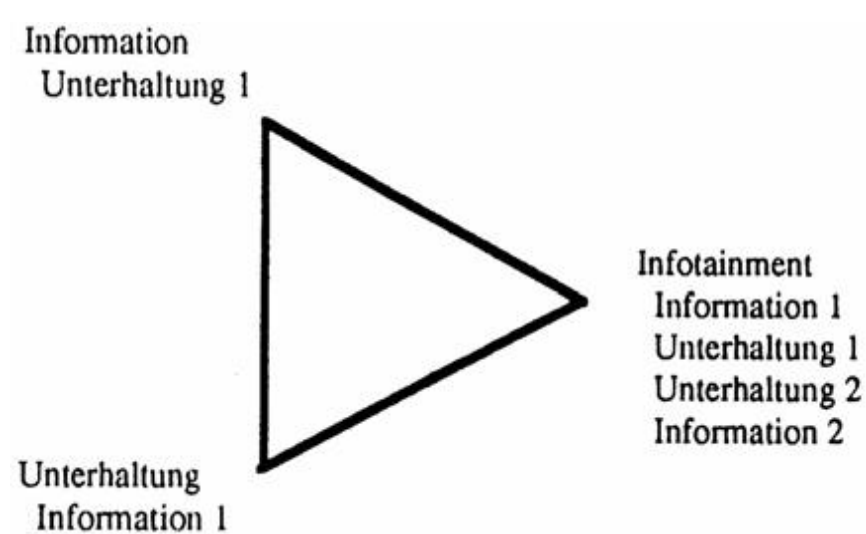 Information
Unterhaltung 1
Infotainment
Information 1
Unterhaltung 1
Unterhaltung 2
Information 2
Unterhaltung
Information 1